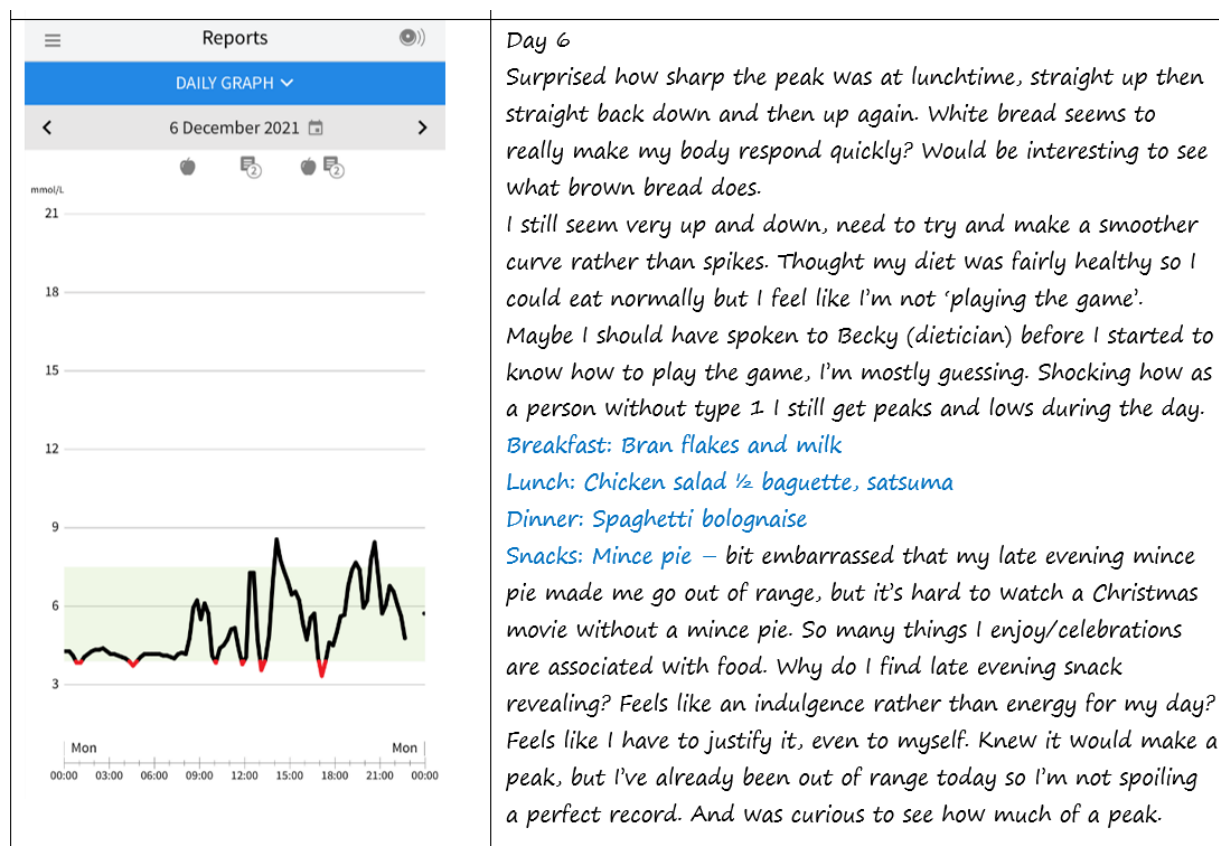 Reports
DAILY GRAPH
6 December 2021
2
2
mmol/L
21
18
15
12
9
6
3
Mon Mon
00:00 03:00 06:00 09:00 12:00 15:00 18:00 21:00 00:00
Day 6
Surprised how sharp the peak was at lunchtime, straight up then
straight back down and then up again. White bread seems to
really make my body respond quickly? Would be interesting to see
what brown bread does.
I still seem very up and down, need to try and make a smoother
curve rather than spikes. Thought my diet was fairly healthy so I
could eat normally but I feel like I'm not 'playing the game'.
Maybe I should have spoken to Becky (dietician) before I started to
know how to play the game, I'm mostly guessing. Shocking how as
a person without type 1 I still get peaks and lows during the day.
Breakfast: Bran flakes and milk
Lunch: Chicken salad ½ baguette, satsuma
Dinner: Spaghetti bolognaise
Snacks: Mince pie – bit embarrassed that my late evening mince
pie made me go out of range, but it's hard to watch a Christmas
movie without a mince pie. So many things I enjoy/celebrations
are associated with food. Why do I find late evening snack
revealing? Feels like an indulgence rather than energy for my day?
Feels like I have to justify it, even to myself. Knew it would make a
peak, but I've already been out of range today so I'm not spoiling
a perfect record. And was curious to see how much of a peak.